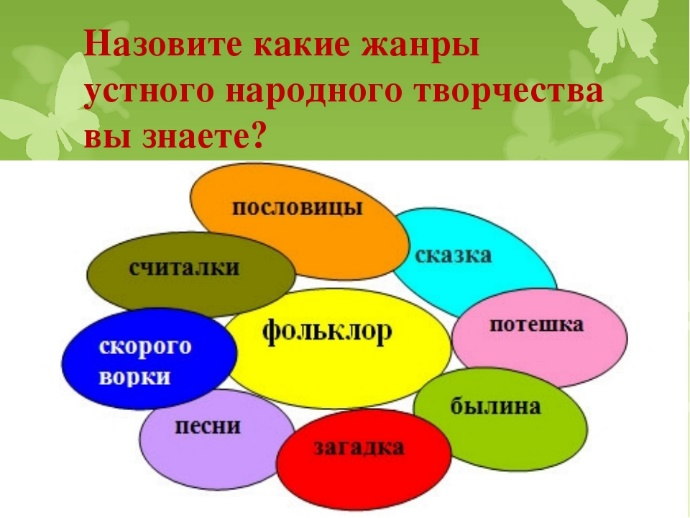 Назовите какие жанры
устного народного творчества
вы знаете?
пословицы
сказка
считалки
потешка
фольклор
скорого
ворки
былина
песни
загадка